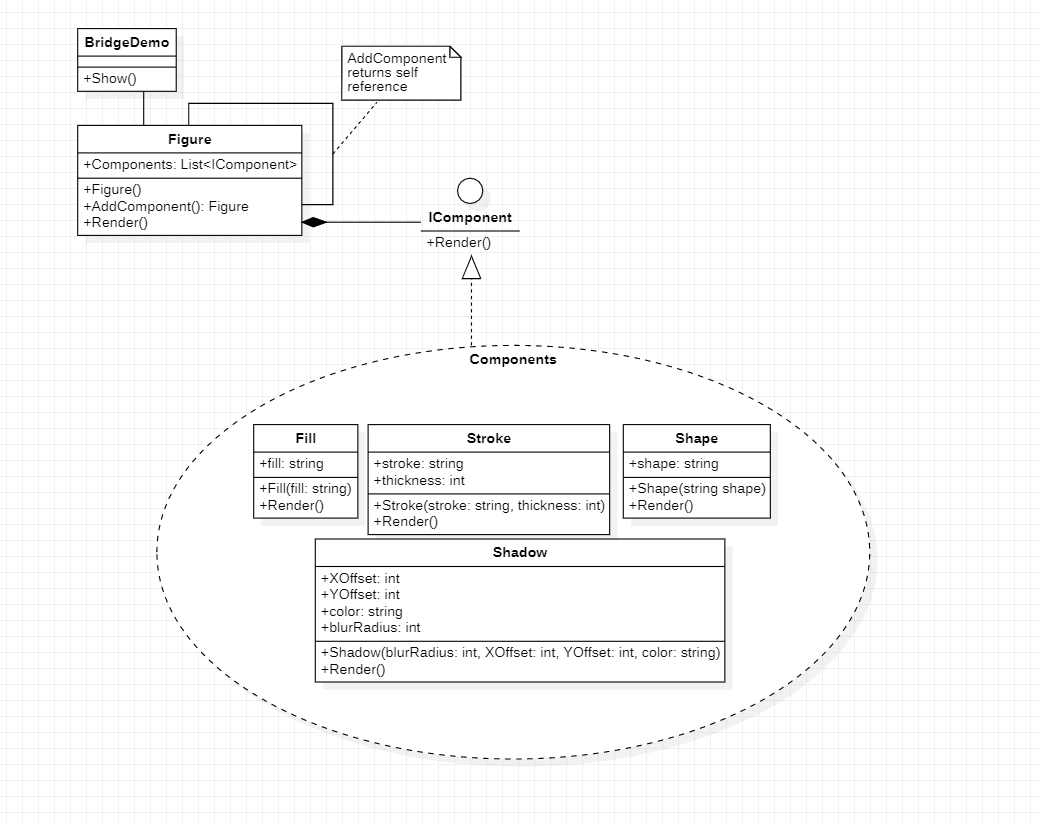 BridgeDemo
+Show()
AddComponent
returns self
reference
Figure
+Components: List<IComponent>
+Figure()
+AddComponent(): Figure
+Render()
IComponent
+Render()
Components
Fill
+fill: string
+Fill(fill: string)
+Render()
Stroke
+stroke: string
+thickness: int
+Stroke(stroke: string, thickness: int)
+Render()
Shape
+shape: string
+Shape(string shape)
+Render()
Shadow
+XOffset: int
+YOffset: int
+color: string
+blurRadius: int
+Shadow(blurRadius: int, XOffset: int, YOffset: int, color: string)
+Render()